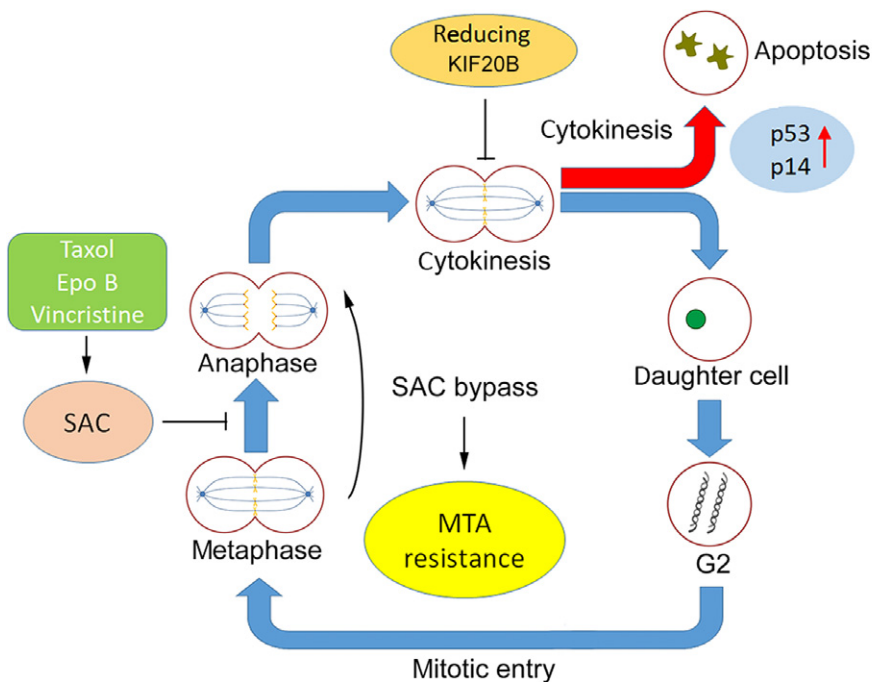 Reducing
KIF20B
Apoptosis
Cytokinesis
p53
p14
Cytokinesis
Taxol
Epo B
Vincristine
Anaphase
SAC bypass
Daughter cell
SAC
MTA
resistance
Metaphase
G2
Mitotic entry